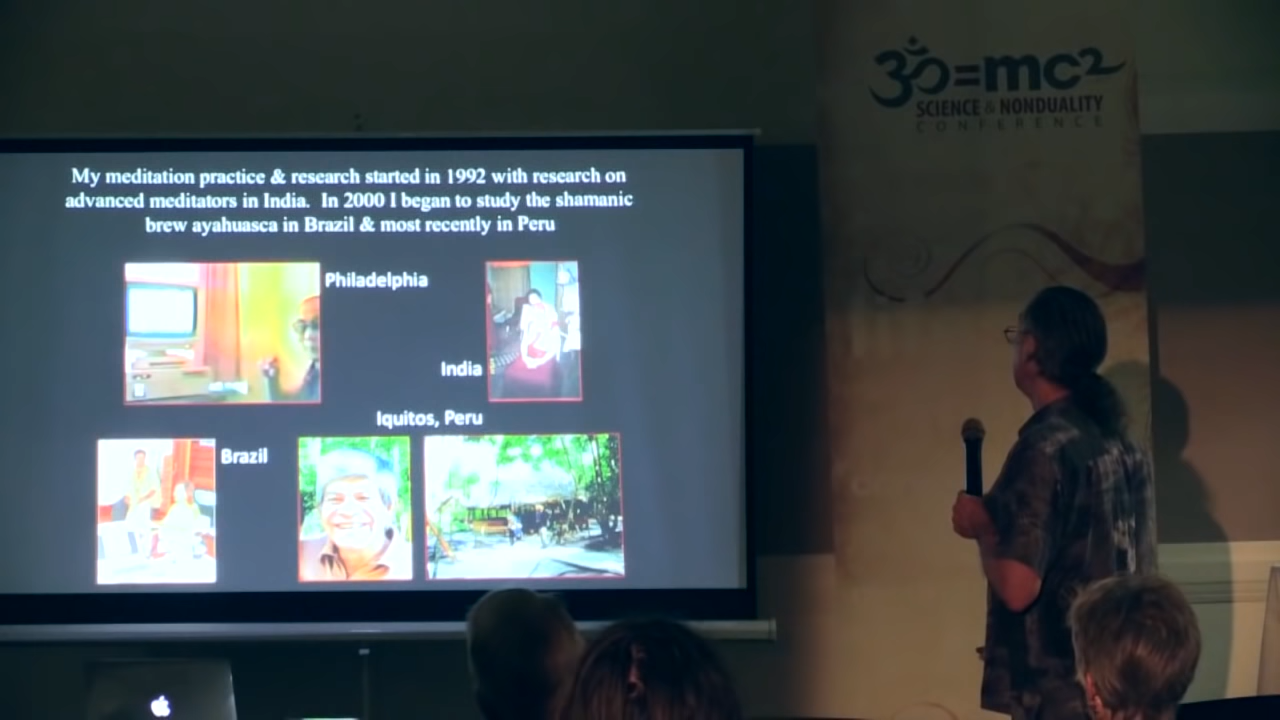 My meditation practice & research started in 1992 with research on
advanced meditators in India. In 2000 I began to study the shamanic
brew ayahuasca in Brazil & most recently in Peru
Philadelphia
India
Iquitos, Peru
Brazil
ॐ=mc²
SCIENCE & NONDUALITY
CONFERENCE